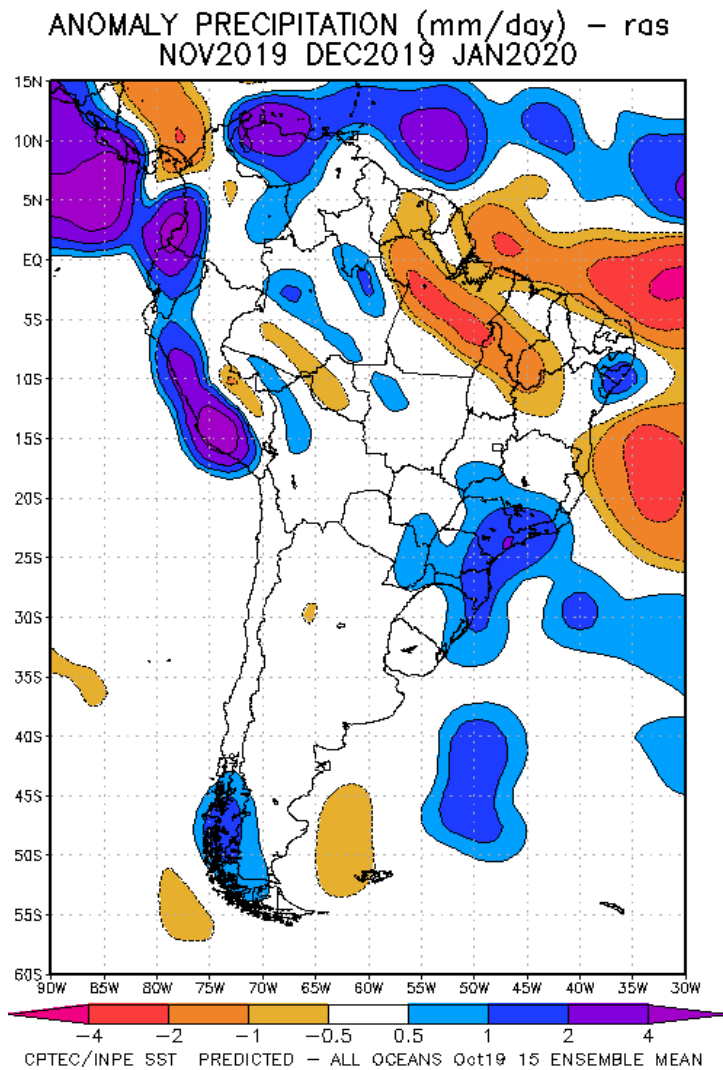 ANOMALY PRECIPITATION (mm/day) – ras
NOV2019 DEC2019 JAN2020
15N
10N
5N
EQ
5S
10S
15S
20S
25S
30S
35S
40S
45S
50S
55S
60S
90W 85W 80W 75W 70W 65W 60W 55W 50W 45W 40W 35W 30W
−4 −2 −1 −0.5 0.5 1 2 4
CPTEC/INPE SST PREDICTED – ALL OCEANS Oct19 15 ENSEMBLE MEAN